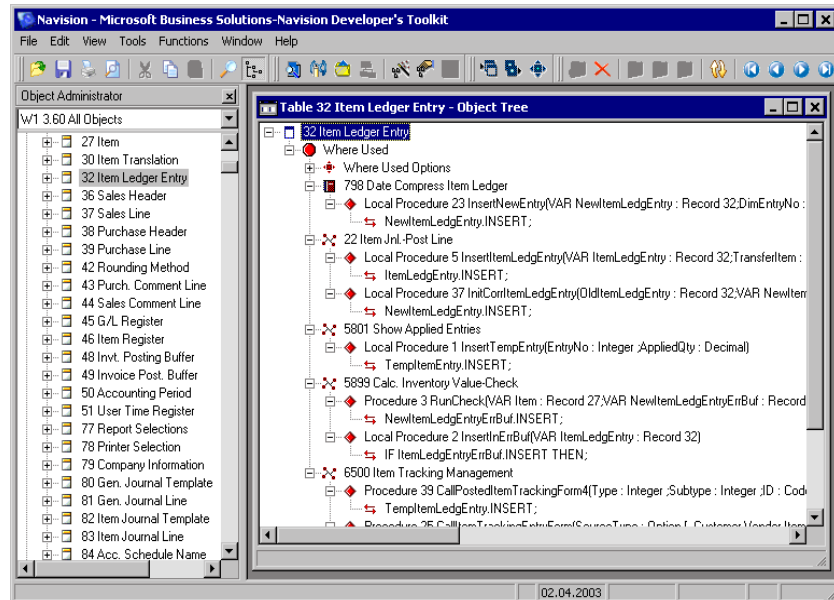 Navision - Microsoft Business Solutions-Navision Developer's Toolkit
File Edit View Tools Functions Window Help
Object Administrator
W1 3.60 All Objects
27 Item
30 Item Translation
32 Item Ledger Entry
36 Sales Header
37 Sales Line
38 Purchase Header
39 Purchase Line
42 Rounding Method
43 Purch. Comment Line
44 Sales Comment Line
45 G/L Register
46 Item Register
48 Invt. Posting Buffer
49 Invoice Post. Buffer
50 Accounting Period
51 User Time Register
77 Report Selections
78 Printer Selection
79 Company Information
80 Gen. Journal Template
81 Gen. Journal Line
82 Item Journal Template
83 Item Journal Line
84 Acc. Schedule Name
Table 32 Item Ledger Entry - Object Tree
32 Item Ledger Entry
Where Used
Where Used Options
798 Date Compress Item Ledger
Local Procedure 23 InsertNewEntry(VAR NewItemLedgEntry : Record 32;DimEntryNo :
NewItemLedgEntry.INSERT;
22 Item Jnl.-Post Line
Local Procedure 5 InsertItemLedgEntry(VAR ItemLedgEntry : Record 32;TransferItem :
ItemLedgEntry.INSERT;
Local Procedure 37 InitCorrItemLedgEntry(OldItemLedgEntry : Record 32;VAR NewItem
NewItemLedgEntry.INSERT;
5801 Show Applied Entries
Local Procedure 1 InsertTempEntry(EntryNo : Integer ;AppliedQty : Decimal)
TempItemEntry.INSERT;
5899 Calc. Inventory Value-Check
Procedure 3 RunCheck(VAR Item : Record 27;VAR NewItemLedgEntryErrBuf : Record
NewItemLedgEntryErrBuf.INSERT;
Local Procedure 2 InsertInErrBuf(VAR ItemLedgEntry : Record 32)
IF ItemLedgEntryErrBuf.INSERT THEN;
6500 Item Tracking Management
Procedure 39 CallPostedItemTrackingForm4(Type : Integer ;Subtype : Integer ;ID : Code
TempItemLedgEntry.INSERT;
Procedure 25 CallItemTrackingEntryForm(SourceType : Option [ ,Customer,Vendor,Item
02.04.2003